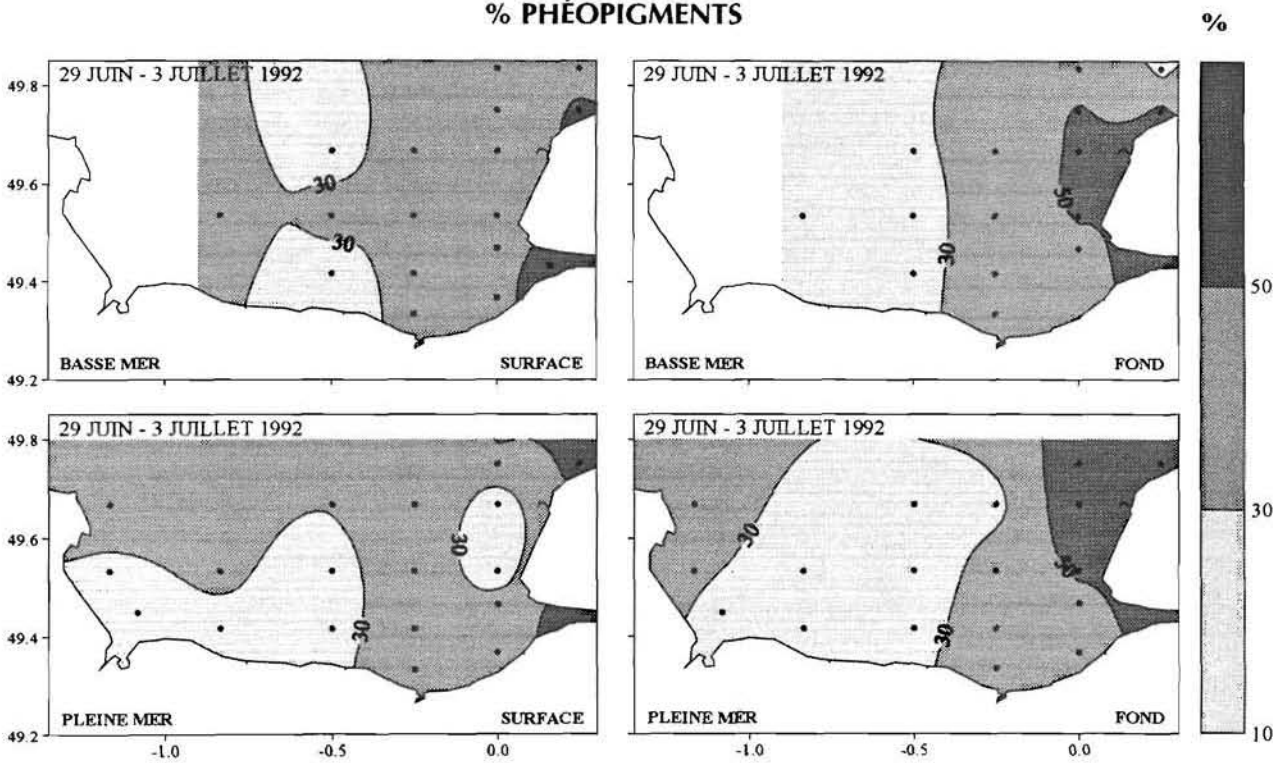 % PHÉOPIGMENTS
%
29 JUIN - 3 JUILLET 1992
29 JUIN - 3 JUILLET 1992
49.8
49.6
49.4
49.2
30
30
30
50
BASSE MER
SURFACE
BASSE MER
FOND
50
30
10
29 JUIN - 3 JUILLET 1992
29 JUIN - 3 JUILLET 1992
49.8
49.6
49.4
49.2
30
30
30
30
50
PLEINE MER
SURFACE
PLEINE MER
FOND
-1.0
-0.5
0.0
-1.0
-0.5
0.0